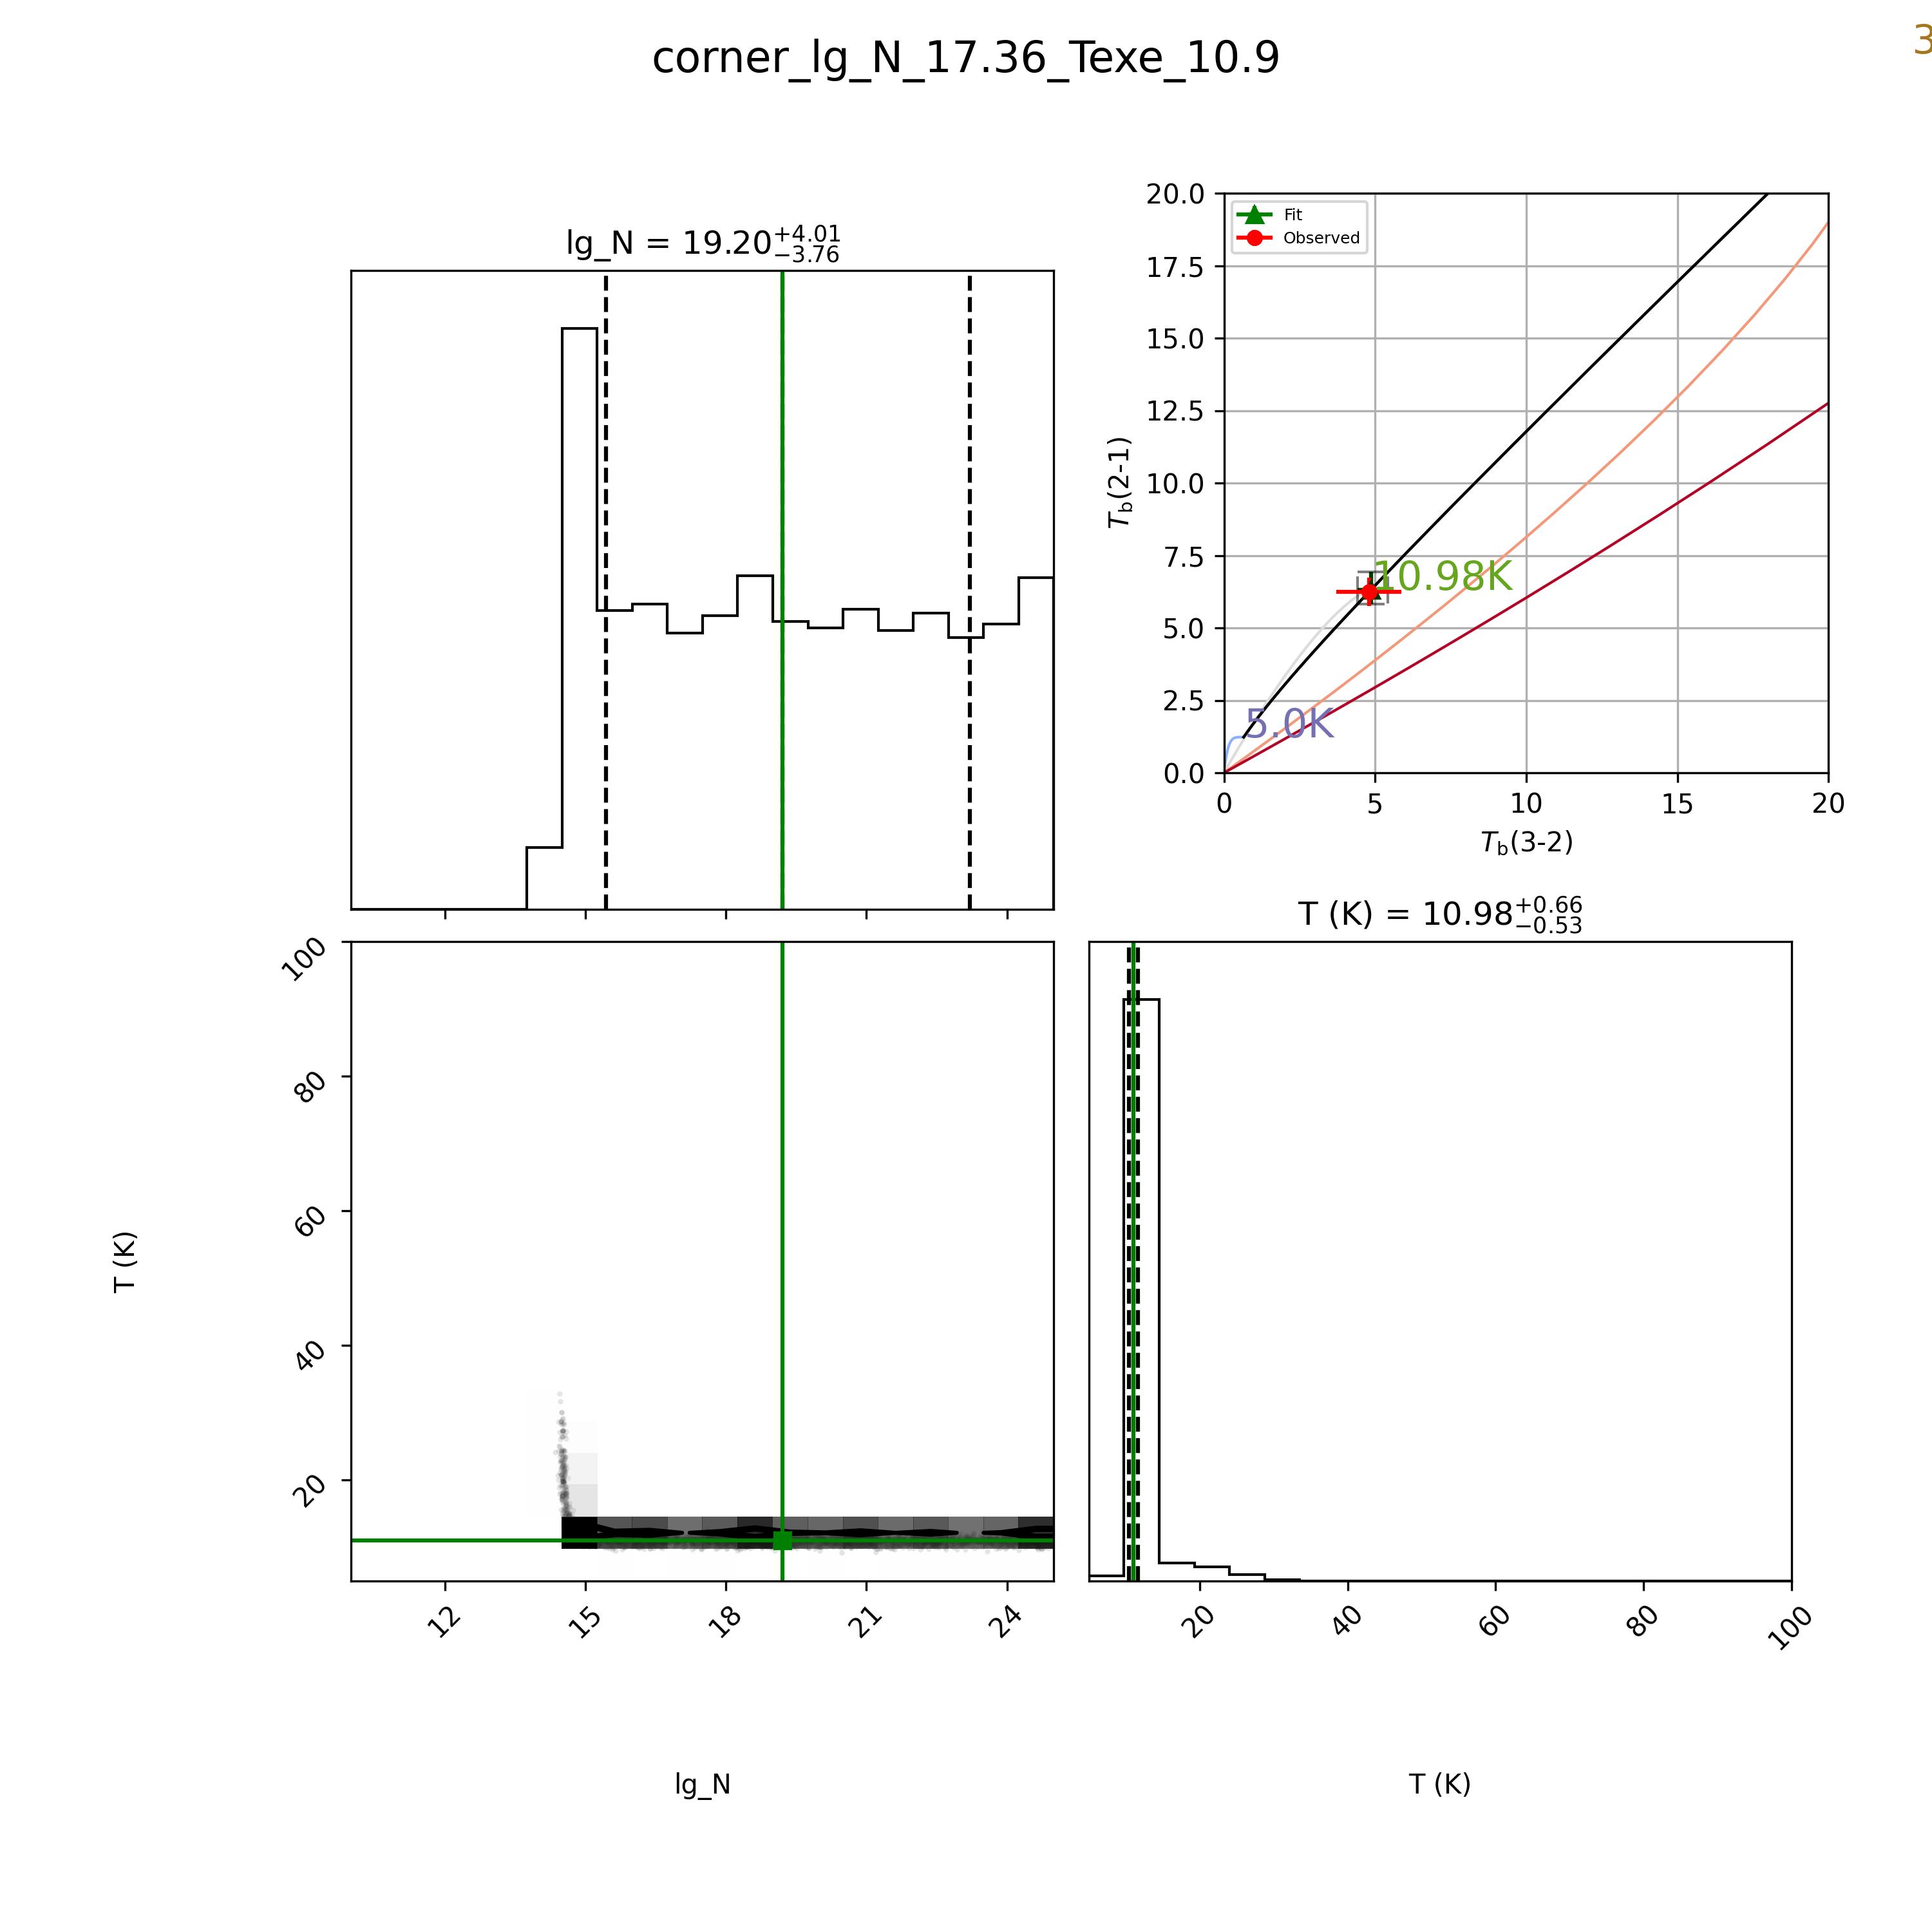 corner_lg_N_17.36_Texe_10.9
3
lg_N = 19.20+4.01−3.76
20.0
17.5
15.0
12.5
10.0
7.5
5.0
2.5
0.0
Tb(2-1)
Fit
Observed
10.98K
5.0K
0
5
10
15
20
Tb(3-2)
T (K) = 10.98+0.66−0.53
100
80
60
40
20
T (K)
12
15
18
21
24
lg_N
20
40
60
80
100
T (K)